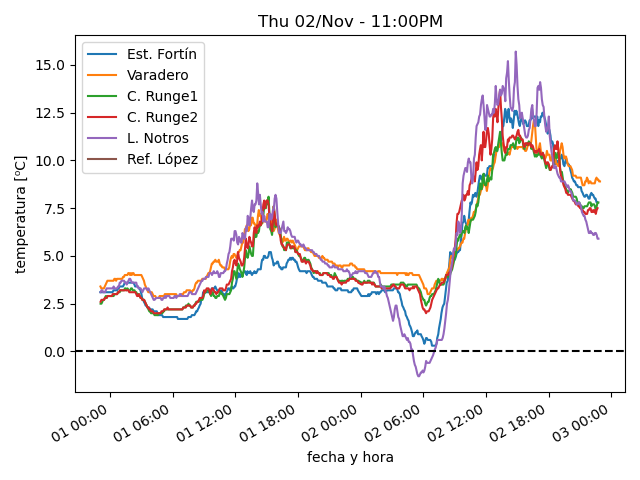 Thu 02/Nov - 11:00PM
Est. Fortín
Varadero
C. Runge1
C. Runge2
L. Notros
Ref. López
temperatura [ºC]
15.0
12.5
10.0
7.5
5.0
2.5
0.0
01 00:00
01 06:00
01 12:00
01 18:00
02 00:00
02 06:00
02 12:00
02 18:00
03 00:00
fecha y hora